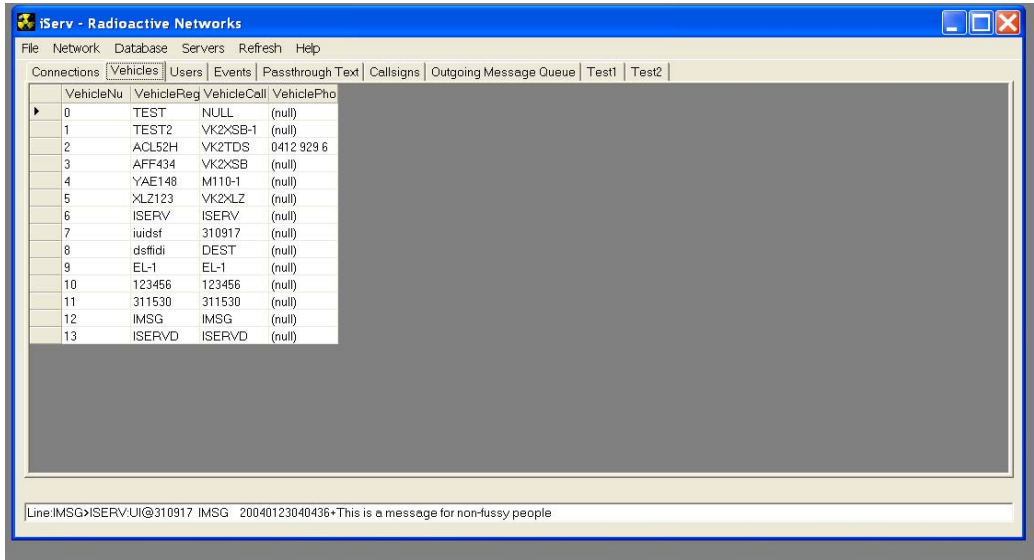 iServ - Radioactive Networks
File Network Database Servers Refresh Help
Connections Vehicles Users Events Passthrough Text Callsigns Outgoing Message Queue Test1 Test2
VehicleNu VehicleReg VehicleCall VehiclePho
0 TEST NULL (null)
1 TEST2 VK2XSB-1 (null)
2 ACL52H VK2TDS 0412 929 6
3 AFF434 VK2XSB (null)
4 YAE148 M110-1 (null)
5 XLZ123 VK2XLZ (null)
6 ISERV ISERV (null)
7 iuidsf 310917 (null)
8 dsffidi DEST (null)
9 EL-1 EL-1 (null)
10 123456 123456 (null)
11 311530 311530 (null)
12 IMSG IMSG (null)
13 ISERVD ISERVD (null)
Line:IMSG>ISERV:UI@310917 IMSG 20040123040436+This is a message for non-fussy people